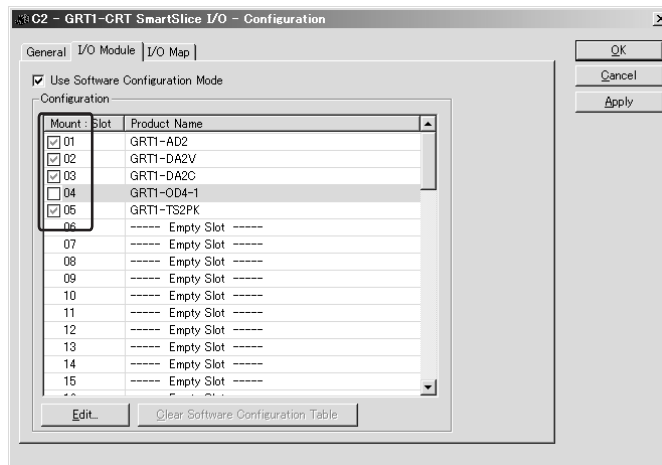 C2 - GRT1-CRT SmartSlice I/O - Configuration
General I/O Module I/O Map
OK
Cancel
Apply
Use Software Configuration Mode
Configuration
Mount : Slot Product Name
01 GRT1-AD2
02 GRT1-DA2V
03 GRT1-DA2C
04 GRT1-OD4-1
05 GRT1-TS2PK
06 ----- Empty Slot -----
07 ----- Empty Slot -----
08 ----- Empty Slot -----
09 ----- Empty Slot -----
10 ----- Empty Slot -----
11 ----- Empty Slot -----
12 ----- Empty Slot -----
13 ----- Empty Slot -----
14 ----- Empty Slot -----
15 ----- Empty Slot -----
Edit... Clear Software Configuration Table